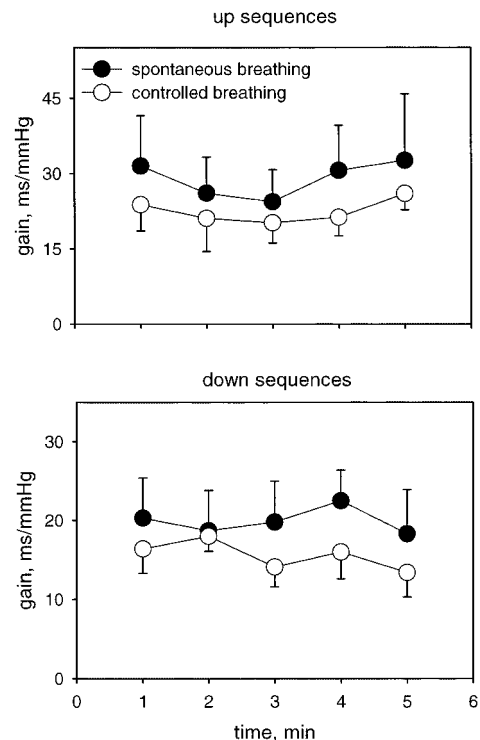 up sequences
spontaneous breathing
controlled breathing
45
30
15
0
gain, ms/mmHg
down sequences
30
20
10
0
gain, ms/mmHg
0 1 2 3 4 5 6
time, min